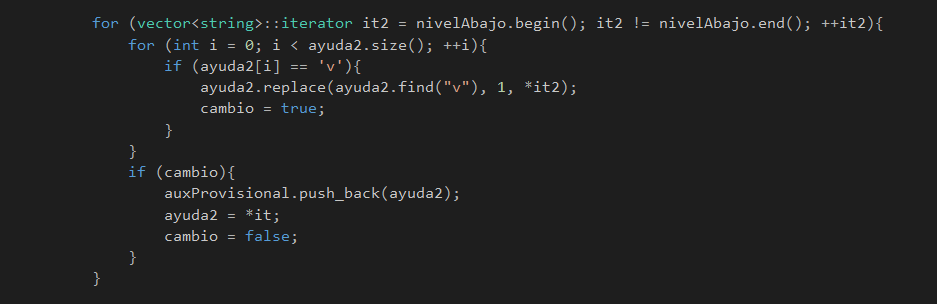 for (vector<string>::iterator it2 = nivelAbajo.begin(); it2 != nivelAbajo.end(); ++it2){
    for (int i = 0; i < ayuda2.size(); ++i){
        if (ayuda2[i] == 'v'){
            ayuda2.replace(ayuda2.find("v"), 1, *it2);
            cambio = true;
        }
    }
    if (cambio){
        auxProvisional.push_back(ayuda2);
        ayuda2 = *it;
        cambio = false;
    }
}